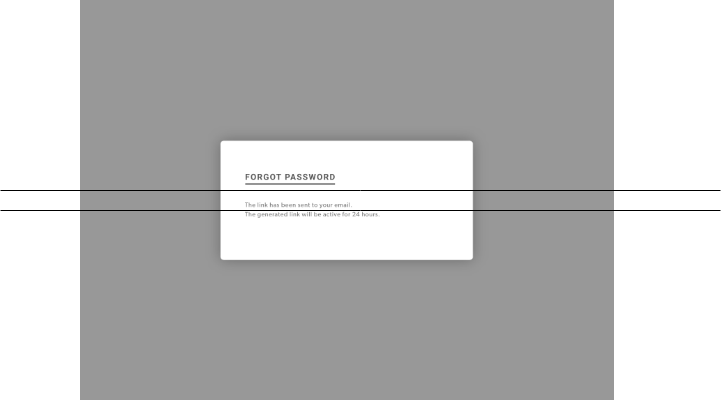 FORGOT PASSWORD
The link has been sent to your email.
The generated link will be active for 24 hours.